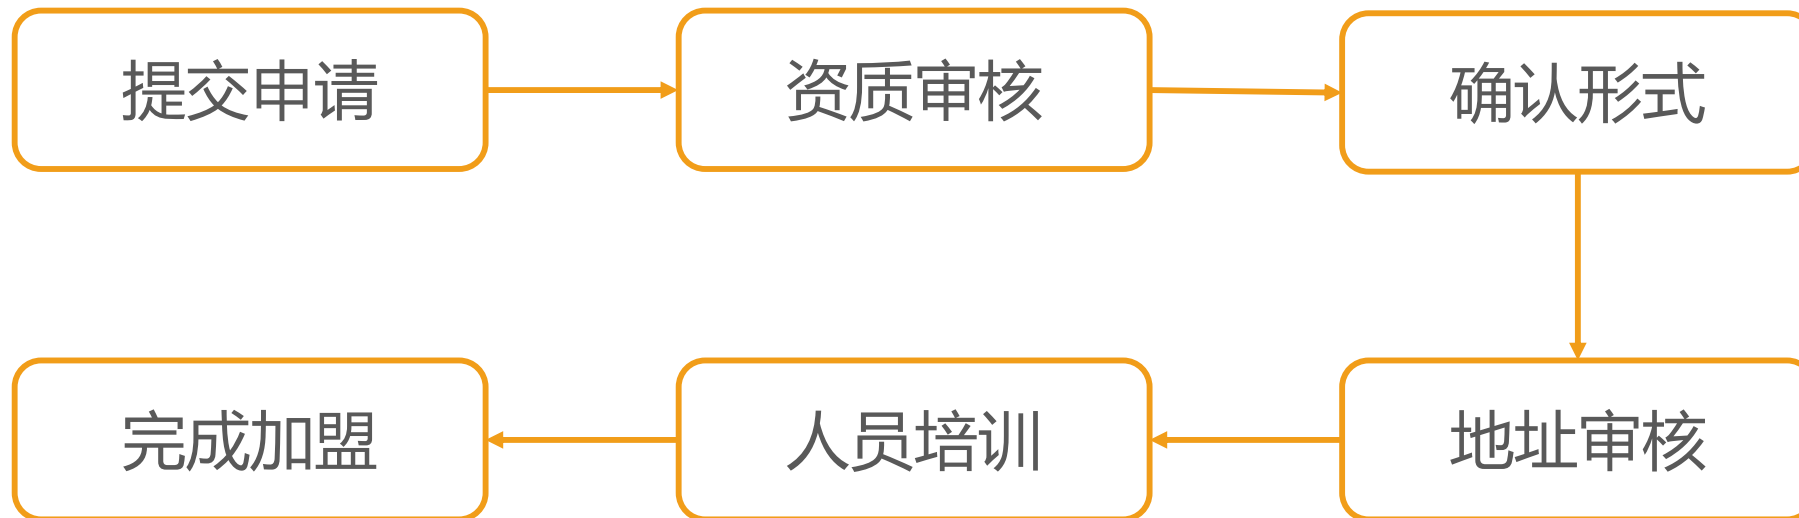 提交申请
资质审核
确认形式
地址审核
人员培训
完成加盟